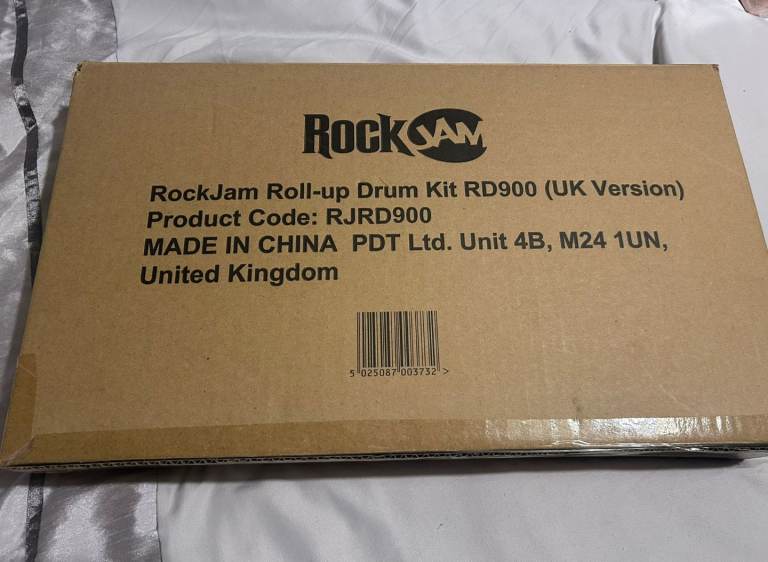 RockJam
RockJam Roll-up Drum Kit RD900 (UK Version)
Product Code: RJRD900
MADE IN CHINA PDT Ltd. Unit 4B, M24 1UN,
United Kingdom
5 025087 003732 >